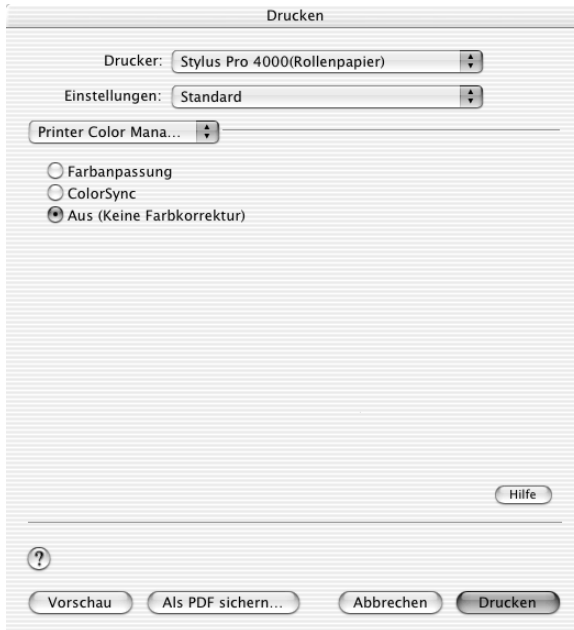 Drucken
Drucker: Stylus Pro 4000(Rollenpapier)
Einstellungen: Standard
Printer Color Mana...
Farbanpassung
ColorSync
Aus (Keine Farbkorrektur)
Hilfe
?
Vorschau Als PDF sichern... Abbrechen Drucken